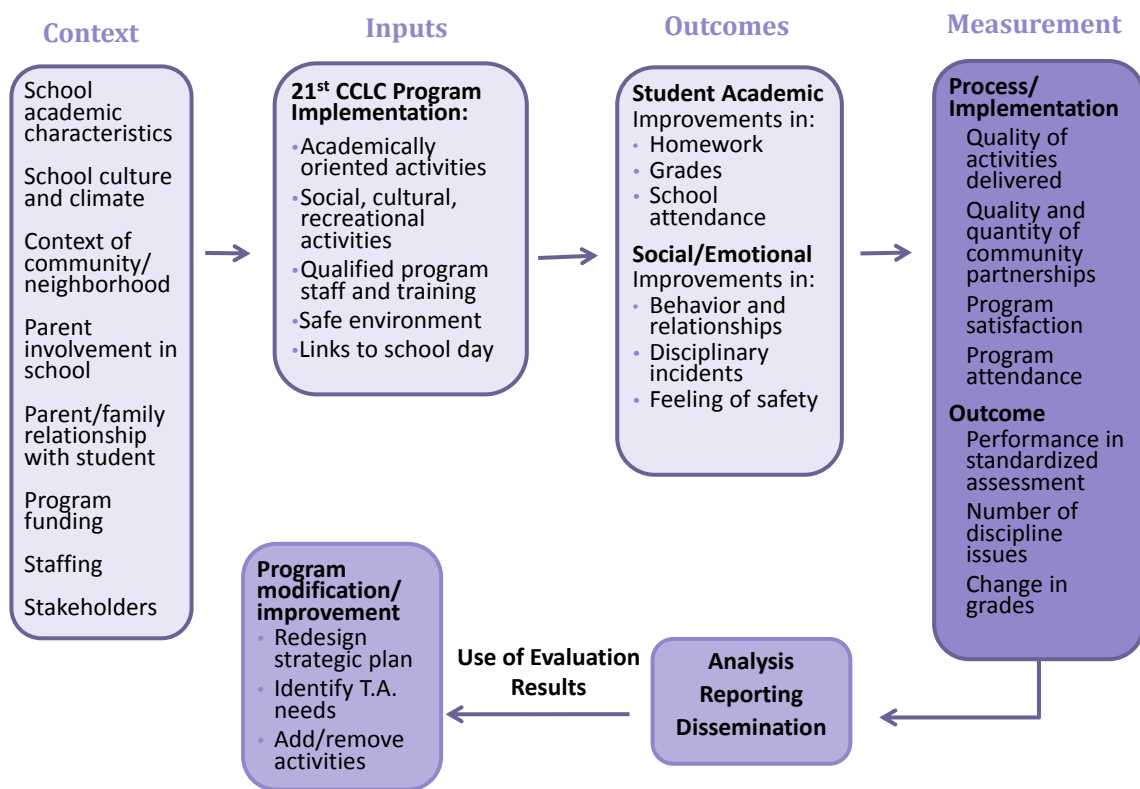 Context
School
academic
characteristics
School culture
and climate
Context of
community/
neighborhood
Parent
involvement in
school
Parent/family
relationship
with student
Program
funding
Staffing
Stakeholders
Inputs
21st CCLC Program
Implementation:
•Academically
oriented activities
•Social, cultural,
recreational
activities
•Qualified program
staff and training
•Safe environment
•Links to school day
Outcomes
Student Academic
Improvements in:
• Homework
• Grades
• School
attendance
Social/Emotional
Improvements in:
• Behavior and
relationships
• Disciplinary
incidents
• Feeling of safety
Measurement
Process/
Implementation
Quality of
activities
delivered
Quality and
quantity of
community
partnerships
Program
satisfaction
Program
attendance
Outcome
Performance in
standardized
assessment
Number of
discipline
issues
Change in
grades
Analysis
Reporting
Dissemination
Use of Evaluation
Results
Program
modification/
improvement
• Redesign
strategic plan
• Identify T.A.
needs
• Add/remove
activities